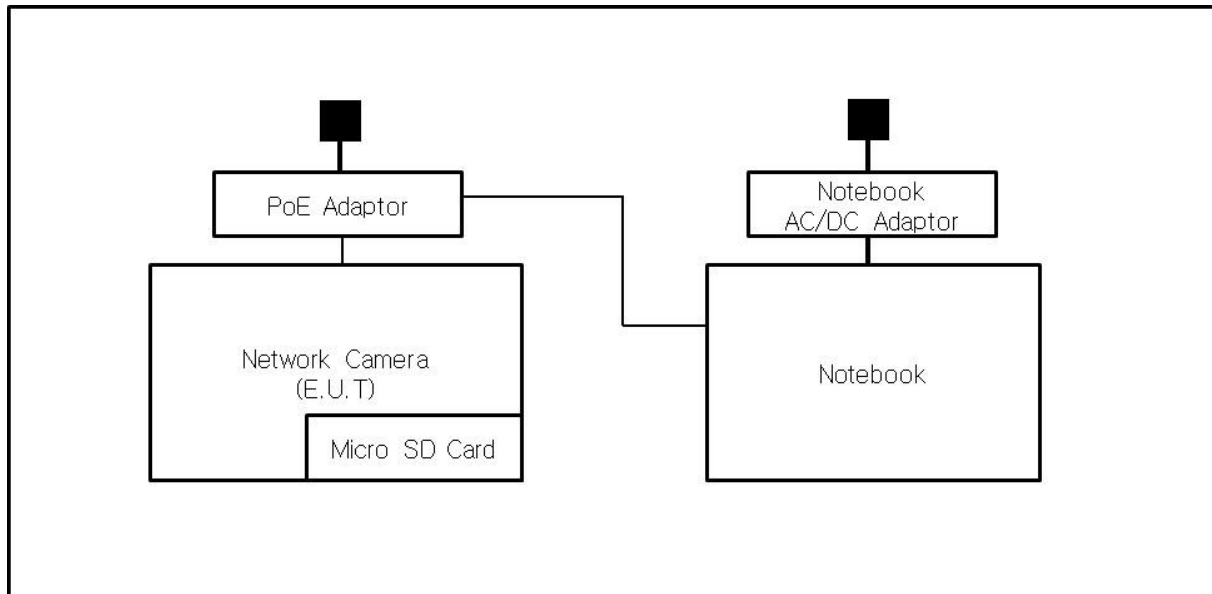 PoE Adaptor
Notebook
AC/DC Adaptor
Network Camera
(E.U.T)
Micro SD Card
Notebook